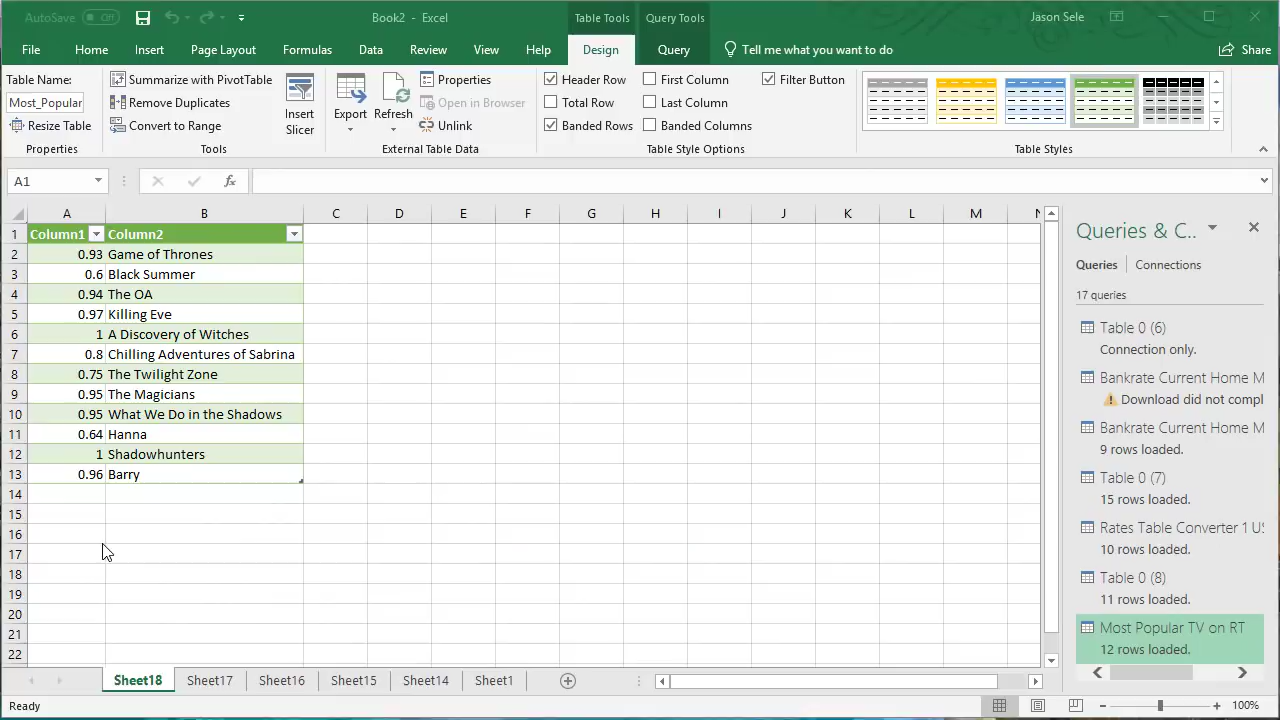 AutoSave Off Book2 - Excel Table Tools Query Tools Jason Sele
File Home Insert Page Layout Formulas Data Review View Help Design Query Tell me what you want to do Share
Table Name: Summarize with PivotTable Properties Header Row First Column Filter Button
Most_Popular Remove Duplicates Open in Browser Total Row Last Column
Resize Table Convert to Range Insert Slicer Export Refresh Unlink Banded Rows Banded Columns
Properties Tools External Table Data Table Style Options Table Styles
A1 fx
A B C D E F G H I J K L M N
1 Column1 Column2
2 0.93 Game of Thrones
3 0.6 Black Summer
4 0.94 The OA
5 0.97 Killing Eve
6 1 A Discovery of Witches
7 0.8 Chilling Adventures of Sabrina
8 0.75 The Twilight Zone
9 0.95 The Magicians
10 0.95 What We Do in the Shadows
11 0.64 Hanna
12 1 Shadowhunters
13 0.96 Barry
14
15
16
17
18
19
20
21
22
Queries & C..
Queries Connections
17 queries
Table 0 (6)
Connection only.
Bankrate Current Home M
Download did not compl
Bankrate Current Home M
9 rows loaded.
Table 0 (7)
15 rows loaded.
Rates Table Converter 1 US
10 rows loaded.
Table 0 (8)
11 rows loaded.
Most Popular TV on RT
12 rows loaded.
Sheet18 Sheet17 Sheet16 Sheet15 Sheet14 Sheet1
Ready 100%